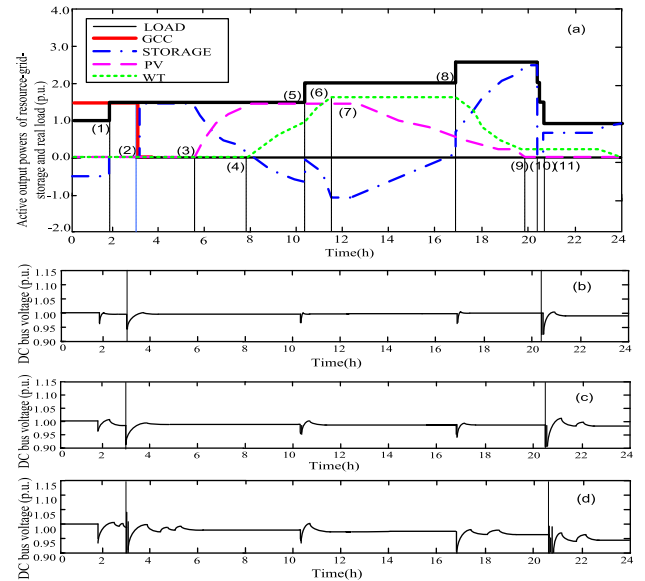 4.0
(a)
LOAD
GCC
STORAGE
PV
WT
3.0
2.0
1.0
0.0
-1.0
-2.0
(1)
(2)
(3)
(4)
(5)
(6)
(7)
(8)
(9)
(10)
(11)
Active output powers of resource-grid-
storage and real load (p.u.)
0 2 4 6 8 10 12 14 16 18 20 22 24
Time(h)
DC bus voltage (p.u.)
1.15
1.10
1.05
1.00
0.95
0.90
(b)
0 2 4 6 8 10 12 14 16 18 20 22 24
Time(h)
DC bus voltage (p.u.)
1.15
1.10
1.05
1.00
0.95
0.90
(c)
0 2 4 6 8 10 12 14 16 18 20 22 24
Time(h)
DC bus voltage (p.u.)
1.15
1.10
1.05
1.00
0.95
0.90
(d)
0 2 4 6 8 10 12 14 16 18 20 22 24
Time(h)